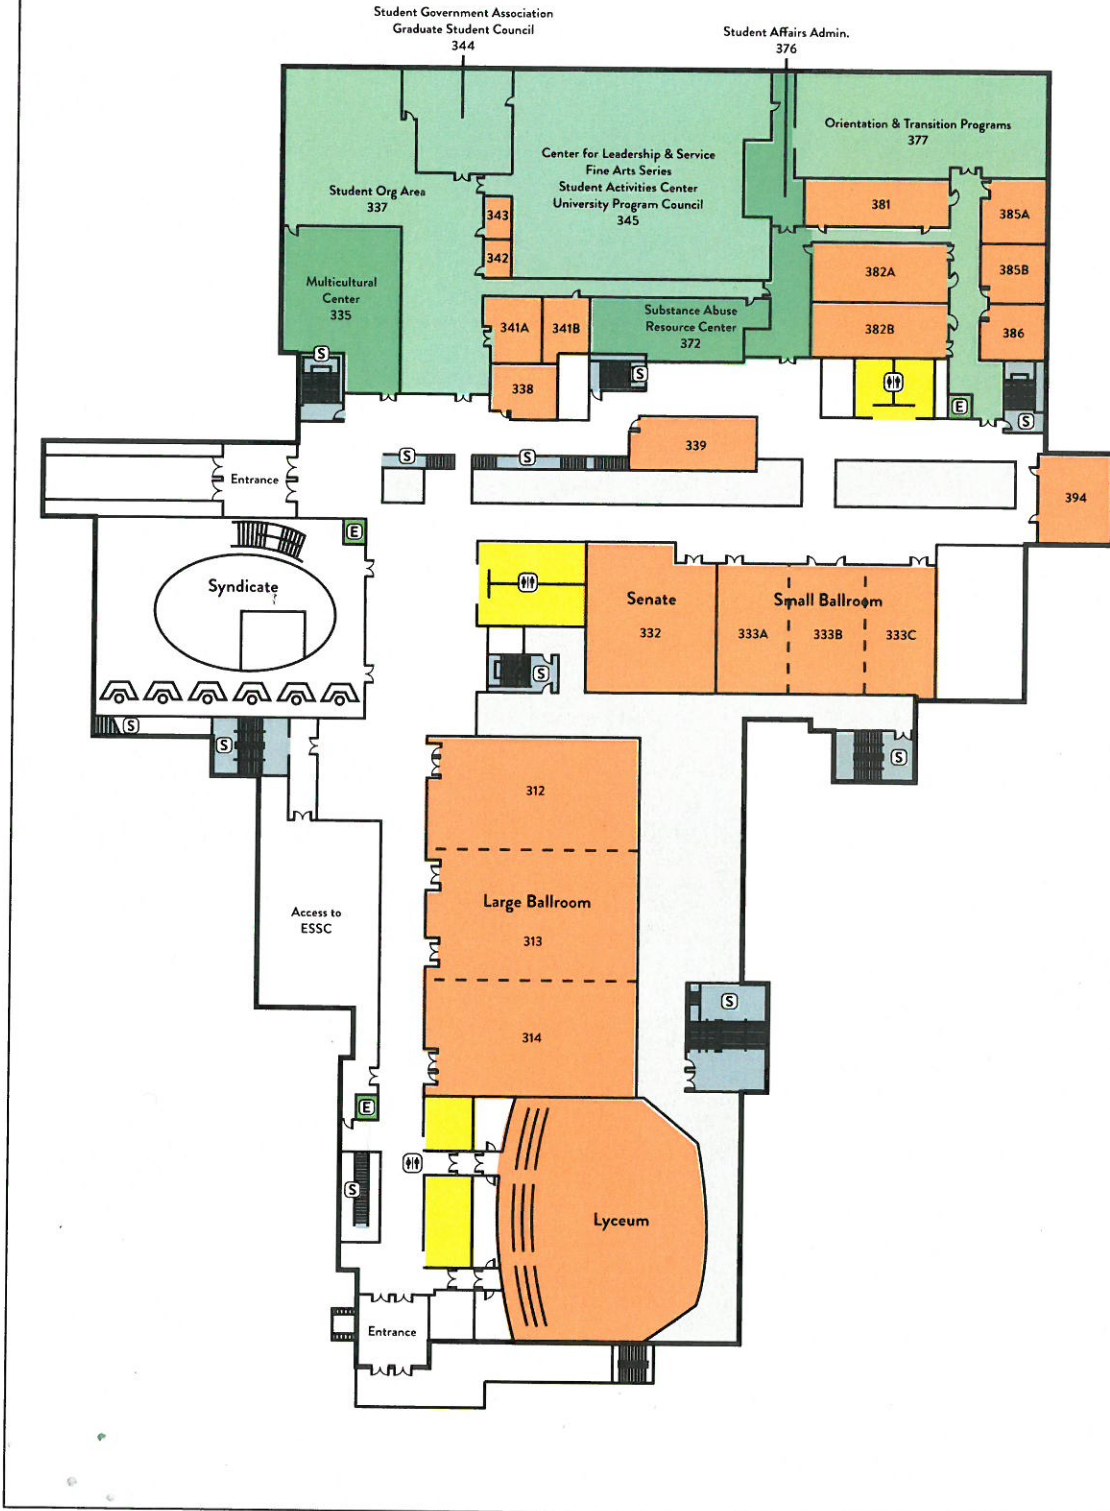 Student Government Association
Graduate Student Council
344
Student Affairs Admin.
376
Orientation & Transition Programs
377
Center for Leadership & Service
Fine Arts Series
Student Activities Center
University Program Council
345
Student Org Area
337
343
342
381
385A
382A
385B
Multicultural
Center
335
341A
341B
Substance Abuse
Resource Center
372
382B
386
S
338
S
E
S
339
S
S
Entrance
394
E
Syndicate
Senate
332
Small Ballroom
333A
333B
333C
S
S
S
S
312
Large Ballroom
313
Access to
ESSC
S
314
E
S
Lyceum
Entrance